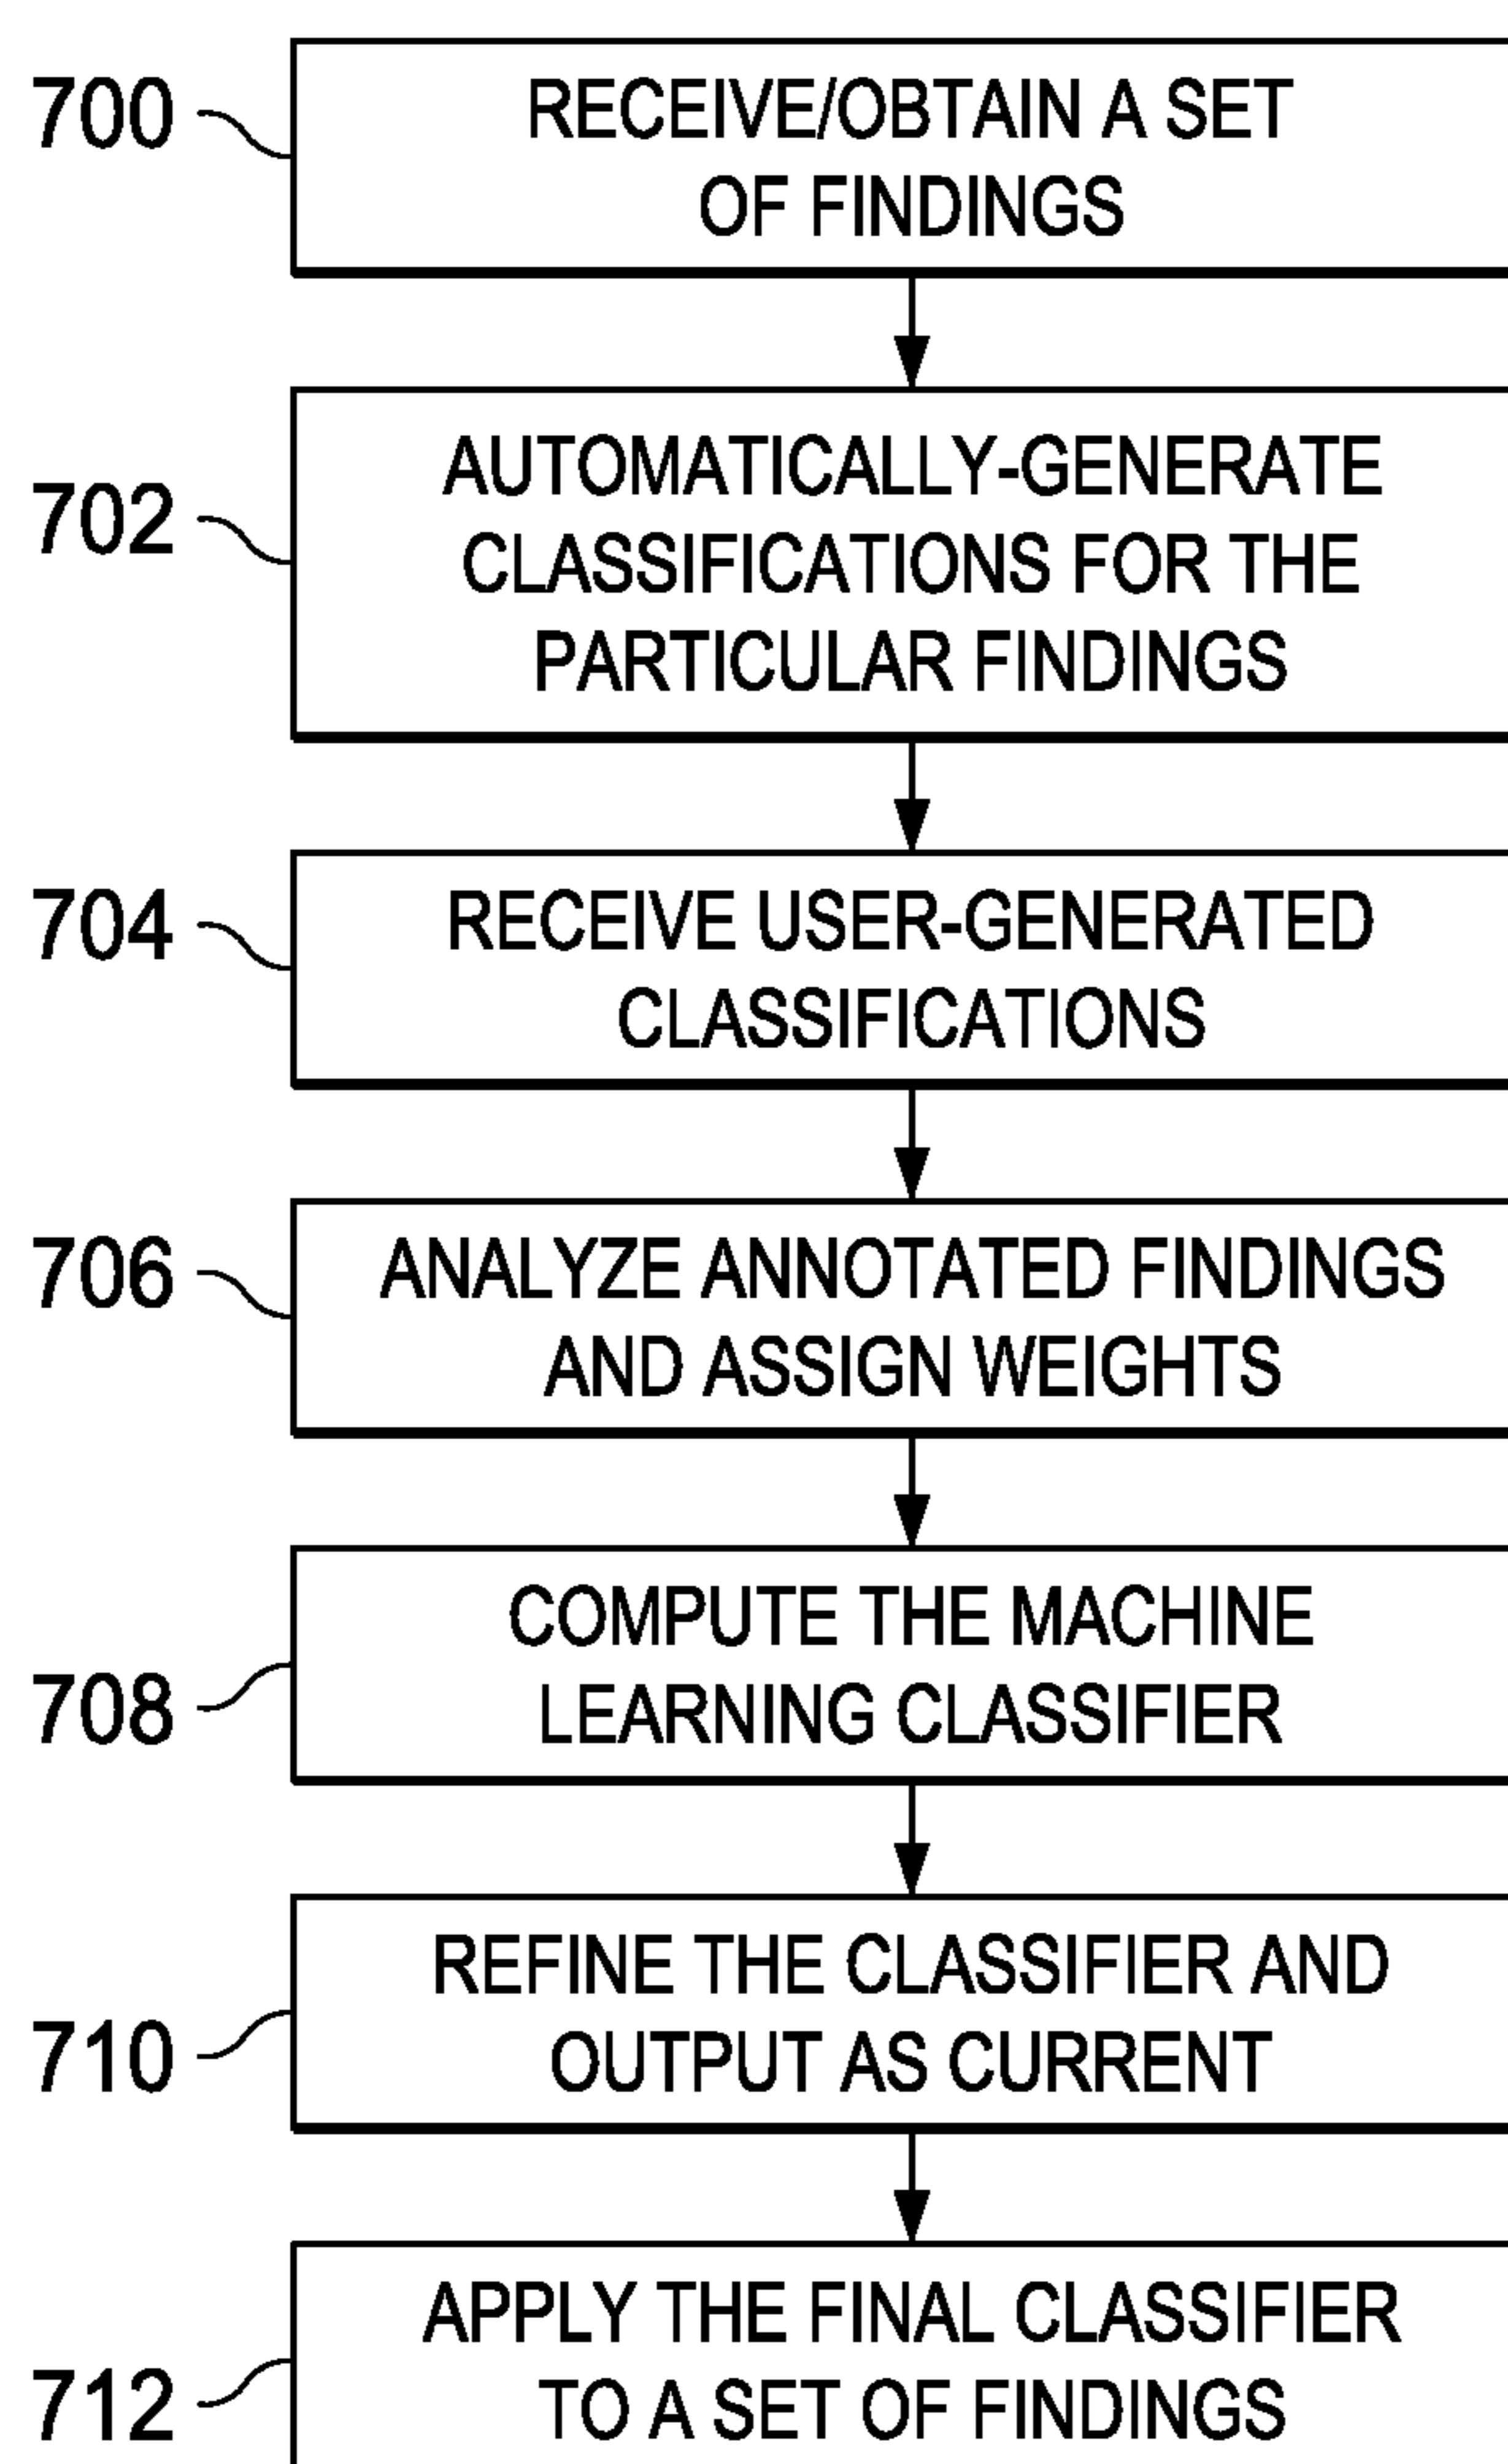 700
RECEIVE/OBTAIN A SET
OF FINDINGS
702
AUTOMATICALLY-GENERATE
CLASSIFICATIONS FOR THE
PARTICULAR FINDINGS
704
RECEIVE USER-GENERATED
CLASSIFICATIONS
706
ANALYZE ANNOTATED FINDINGS
AND ASSIGN WEIGHTS
708
COMPUTE THE MACHINE
LEARNING CLASSIFIER
710
REFINE THE CLASSIFIER AND
OUTPUT AS CURRENT
712
APPLY THE FINAL CLASSIFIER
TO A SET OF FINDINGS